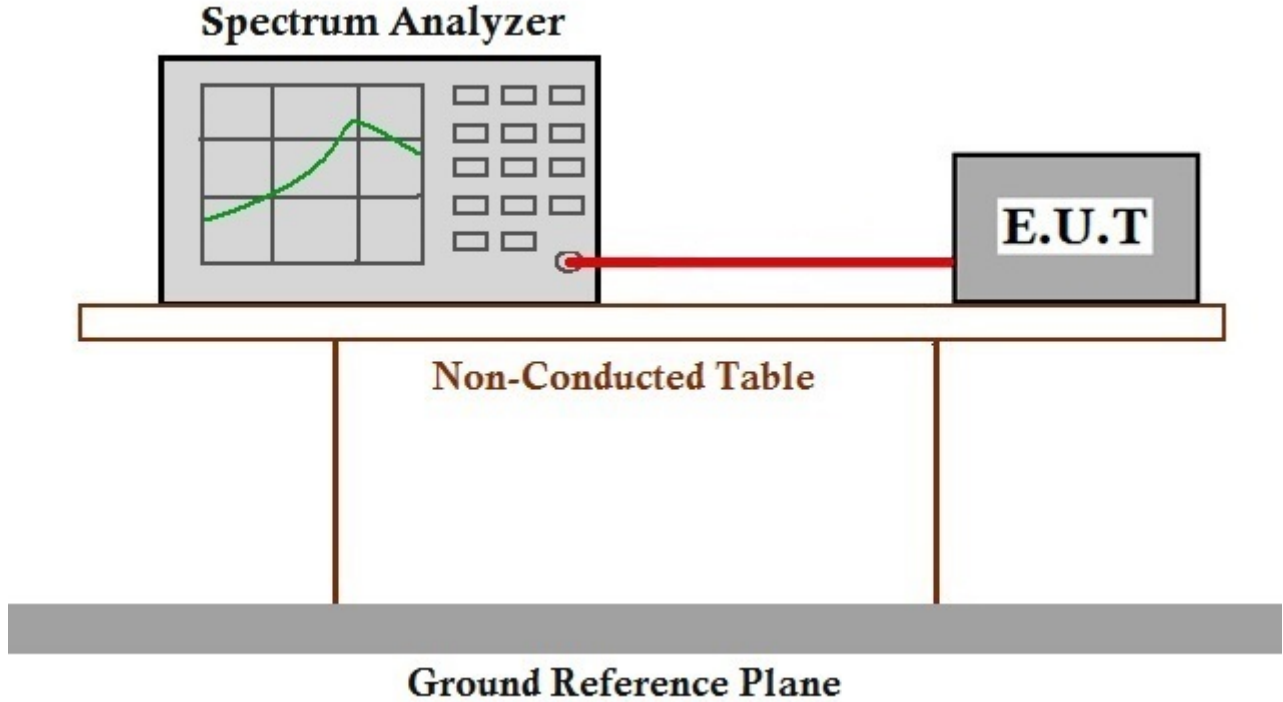 Spectrum Analyzer
E.U.T
Non-Conducted Table
Ground Reference Plane